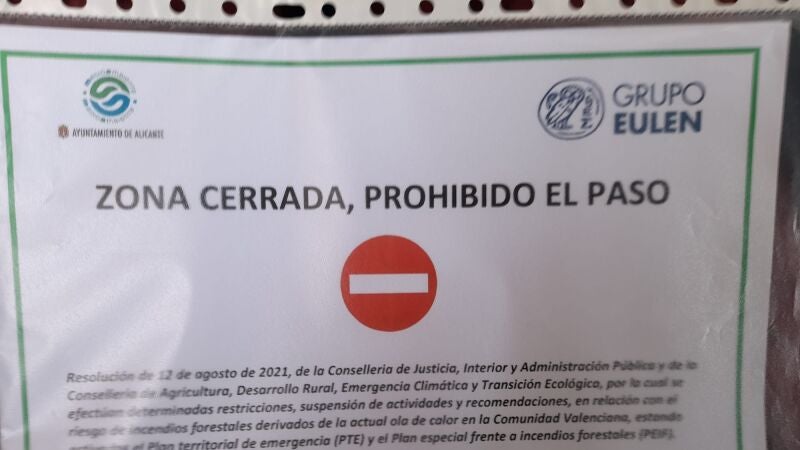 AYUNTAMIENTO DE ALICANTE
GRUPO
EULEN
ZONA CERRADA, PROHIBIDO EL PASO
Resolución de 12 de agosto de 2021, de la Conselleria de Justicia, Interior y Administración Pública y de la
Conselleria de Agricultura, Desarrollo Rural, Emergencia Climática y Transición Ecológica, por la cual se
efectúan determinadas restricciones, suspensión de actividades y recomendaciones, en relación con el
riesgo de incendios forestales derivados de la actual ola de calor en la Comunidad Valenciana, estando
el Plan territorial de emergencia (PTE) y el Plan especial frente a incendios forestales (PEIF).